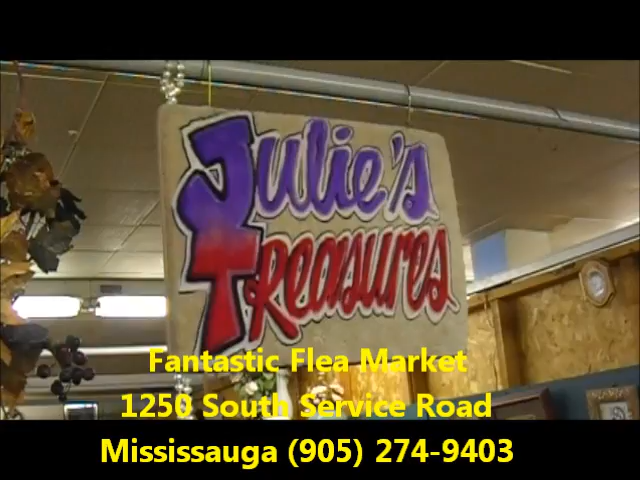 Julie's
Treasures
Fantastic Flea Market
1250 South Service Road
Mississauga (905) 274-9403